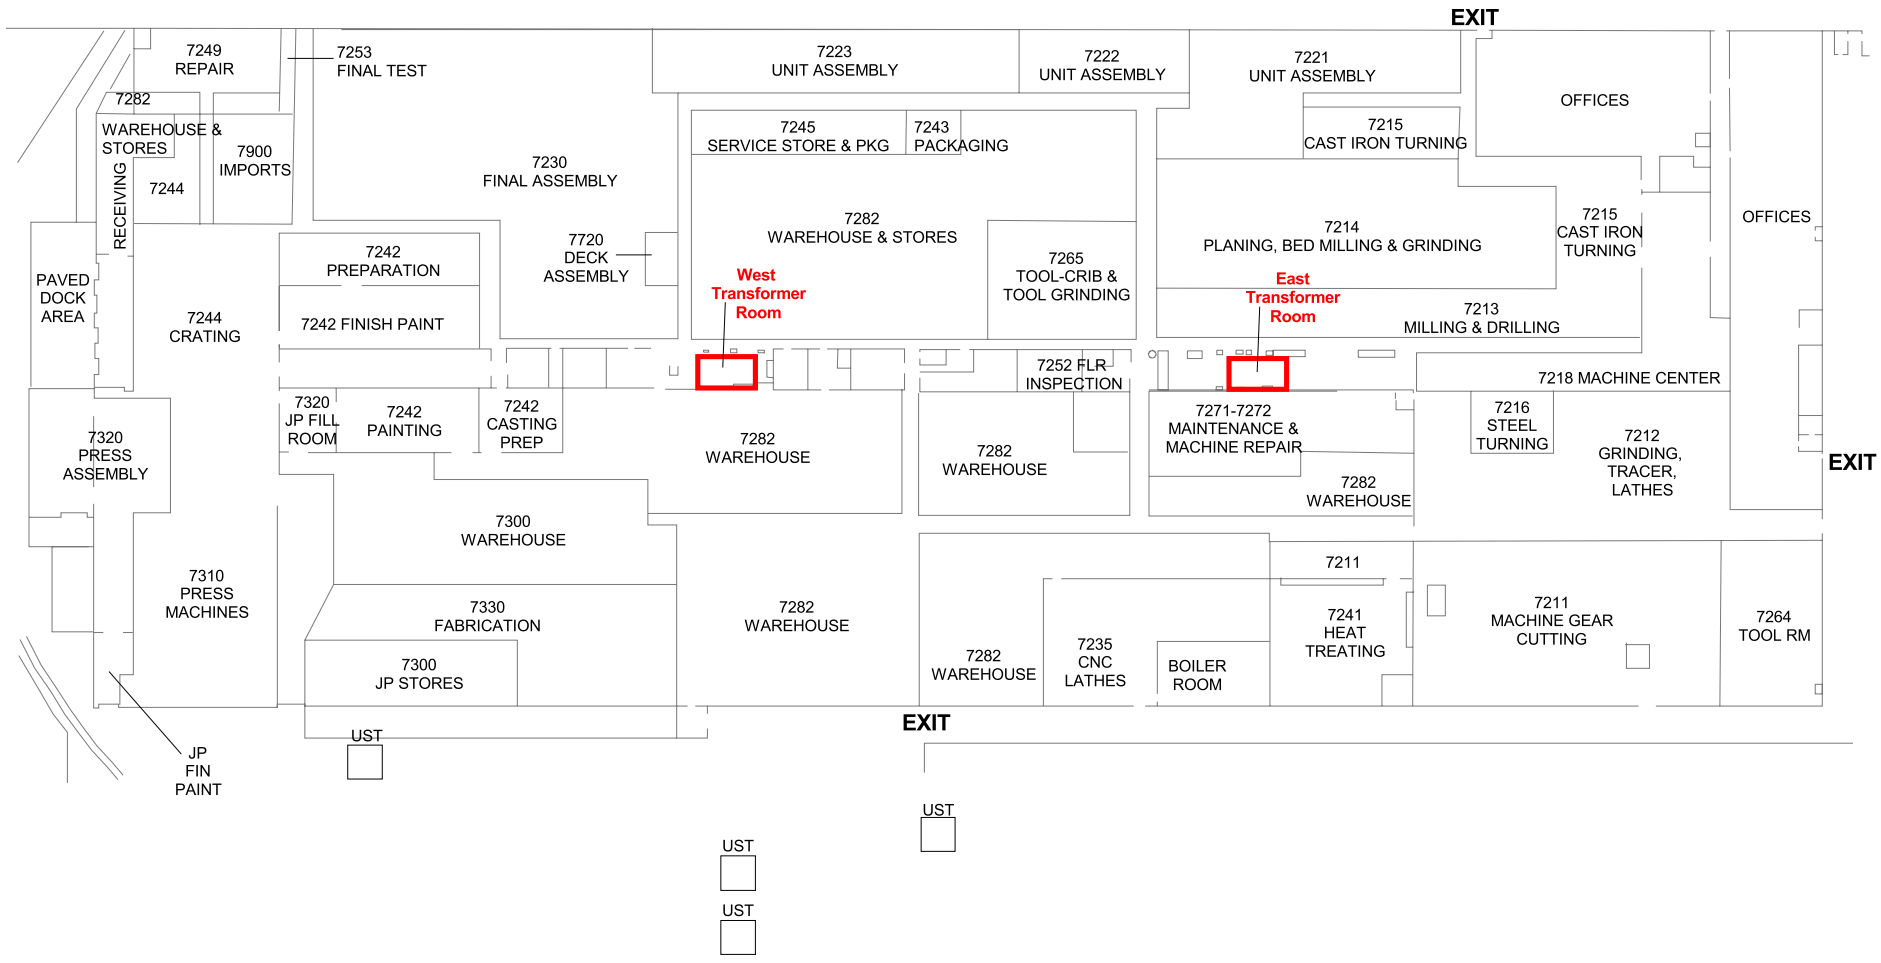 EXIT
7249
REPAIR
7253
FINAL TEST
7223
UNIT ASSEMBLY
7222
UNIT ASSEMBLY
7221
UNIT ASSEMBLY
OFFICES
7282
WAREHOUSE &
STORES
RECEIVING
7244
7900
IMPORTS
7230
FINAL ASSEMBLY
7245
SERVICE STORE & PKG
7243
PACKAGING
7215
CAST IRON TURNING
7282
WAREHOUSE & STORES
7214
PLANING, BED MILLING & GRINDING
7215
CAST IRON
TURNING
OFFICES
PAVED
DOCK
AREA
7244
CRATING
7242
PREPARATION
7242 FINISH PAINT
7720
DECK
ASSEMBLY
West
Transformer
Room
7265
TOOL-CRIB &
TOOL GRINDING
East
Transformer
Room
7213
MILLING & DRILLING
7252 FLR
INSPECTION
7218 MACHINE CENTER
7320
PRESS
ASSEMBLY
7320
JP FILL
ROOM
7242
PAINTING
7242
CASTING
PREP
7282
WAREHOUSE
7282
WAREHOUSE
7271-7272
MAINTENANCE &
MACHINE REPAIR
7282
WAREHOUSE
7216
STEEL
TURNING
7212
GRINDING,
TRACER,
LATHES
EXIT
7300
WAREHOUSE
7310
PRESS
MACHINES
7330
FABRICATION
7300
JP STORES
7282
WAREHOUSE
7282
WAREHOUSE
7235
CNC
LATHES
BOILER
ROOM
7211
7241
HEAT
TREATING
7211
MACHINE GEAR
CUTTING
7264
TOOL RM
EXIT
JP
FIN
PAINT
UST
UST
UST
UST